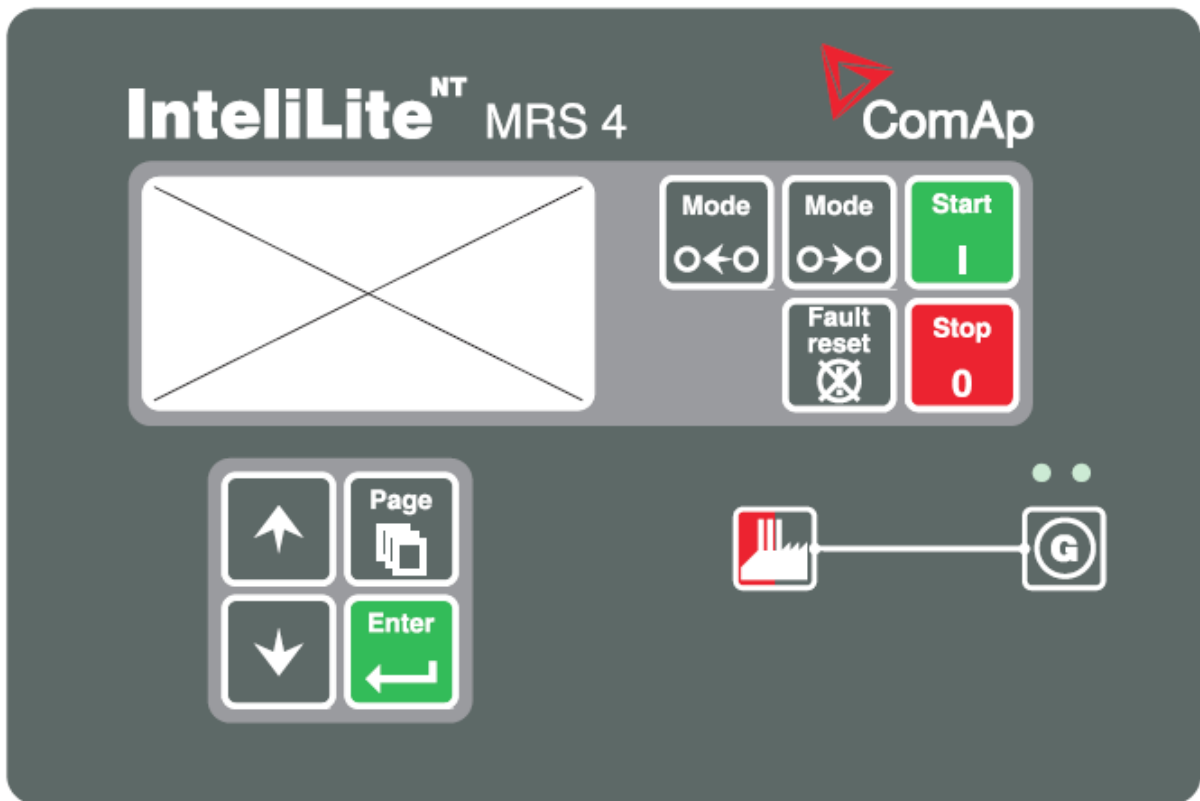 InteliLite NT MRS 4
ComAp
Mode
Mode
Start
I
Fault
reset
Stop
0
Page
Enter
G